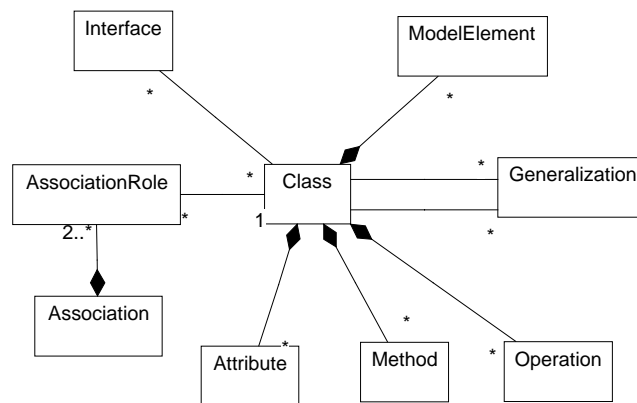 Interface
ModelElement
*
*
AssociationRole
*
Class
*
Generalization
*
1
2..*
*
Association
*
*
*
Attribute
Method
Operation